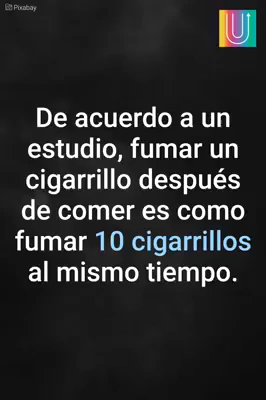 Pixabay
De acuerdo a un
estudio, fumar un
cigarrillo después
de comer es como
fumar 10 cigarrillos
al mismo tiempo.